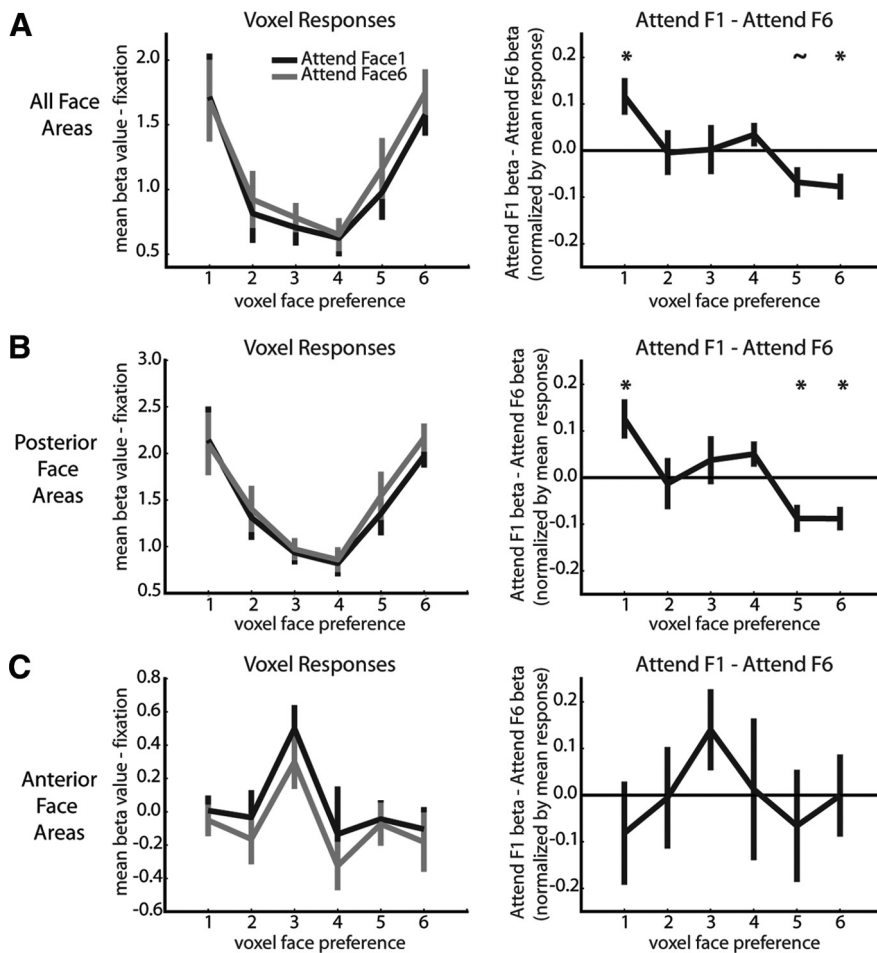 A
Voxel Responses
Attend F1 - Attend F6
All Face
Areas
mean beta value - fixation
2.0
1.5
1.0
0.5
Attend Face1
Attend Face6
1 2 3 4 5 6
voxel face preference
Attend F1 beta - Attend F6 beta
(normalized by mean response)
0.2
0.1
0.0
-0.1
-0.2
* ~ *
1 2 3 4 5 6
voxel face preference
B
Voxel Responses
Attend F1 - Attend F6
Posterior
Face
Areas
mean beta value - fixation
3.0
2.5
2.0
1.5
1.0
0.5
1 2 3 4 5 6
voxel face preference
Attend F1 beta - Attend F6 beta
(normalized by mean response)
0.2
0.1
0.0
-0.1
-0.2
* * *
1 2 3 4 5 6
voxel face preference
C
Voxel Responses
Attend F1 - Attend F6
Anterior
Face
Areas
mean beta value - fixation
0.8
0.6
0.4
0.2
0.0
-0.2
-0.4
-0.6
1 2 3 4 5 6
voxel face preference
Attend F1 beta - Attend F6 beta
(normalized by mean response)
0.2
0.1
0.0
-0.1
-0.2
1 2 3 4 5 6
voxel face preference